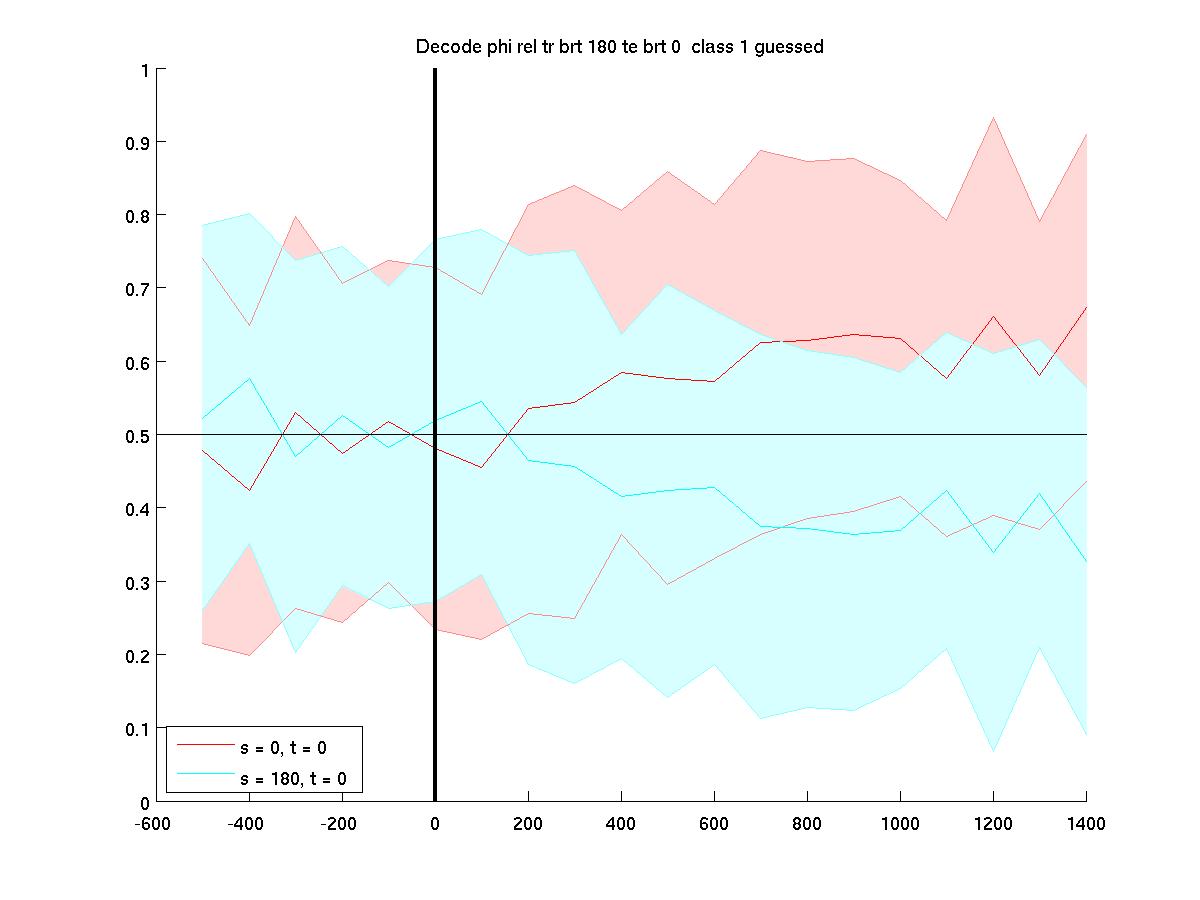 Decode phi rel tr brt 180 te brt 0  class 1 guessed
1
0.9
0.8
0.7
0.6
0.5
0.4
0.3
0.2
0.1
0
s = 0, t = 0
s = 180, t = 0
-600 -400 -200 0 200 400 600 800 1000 1200 1400